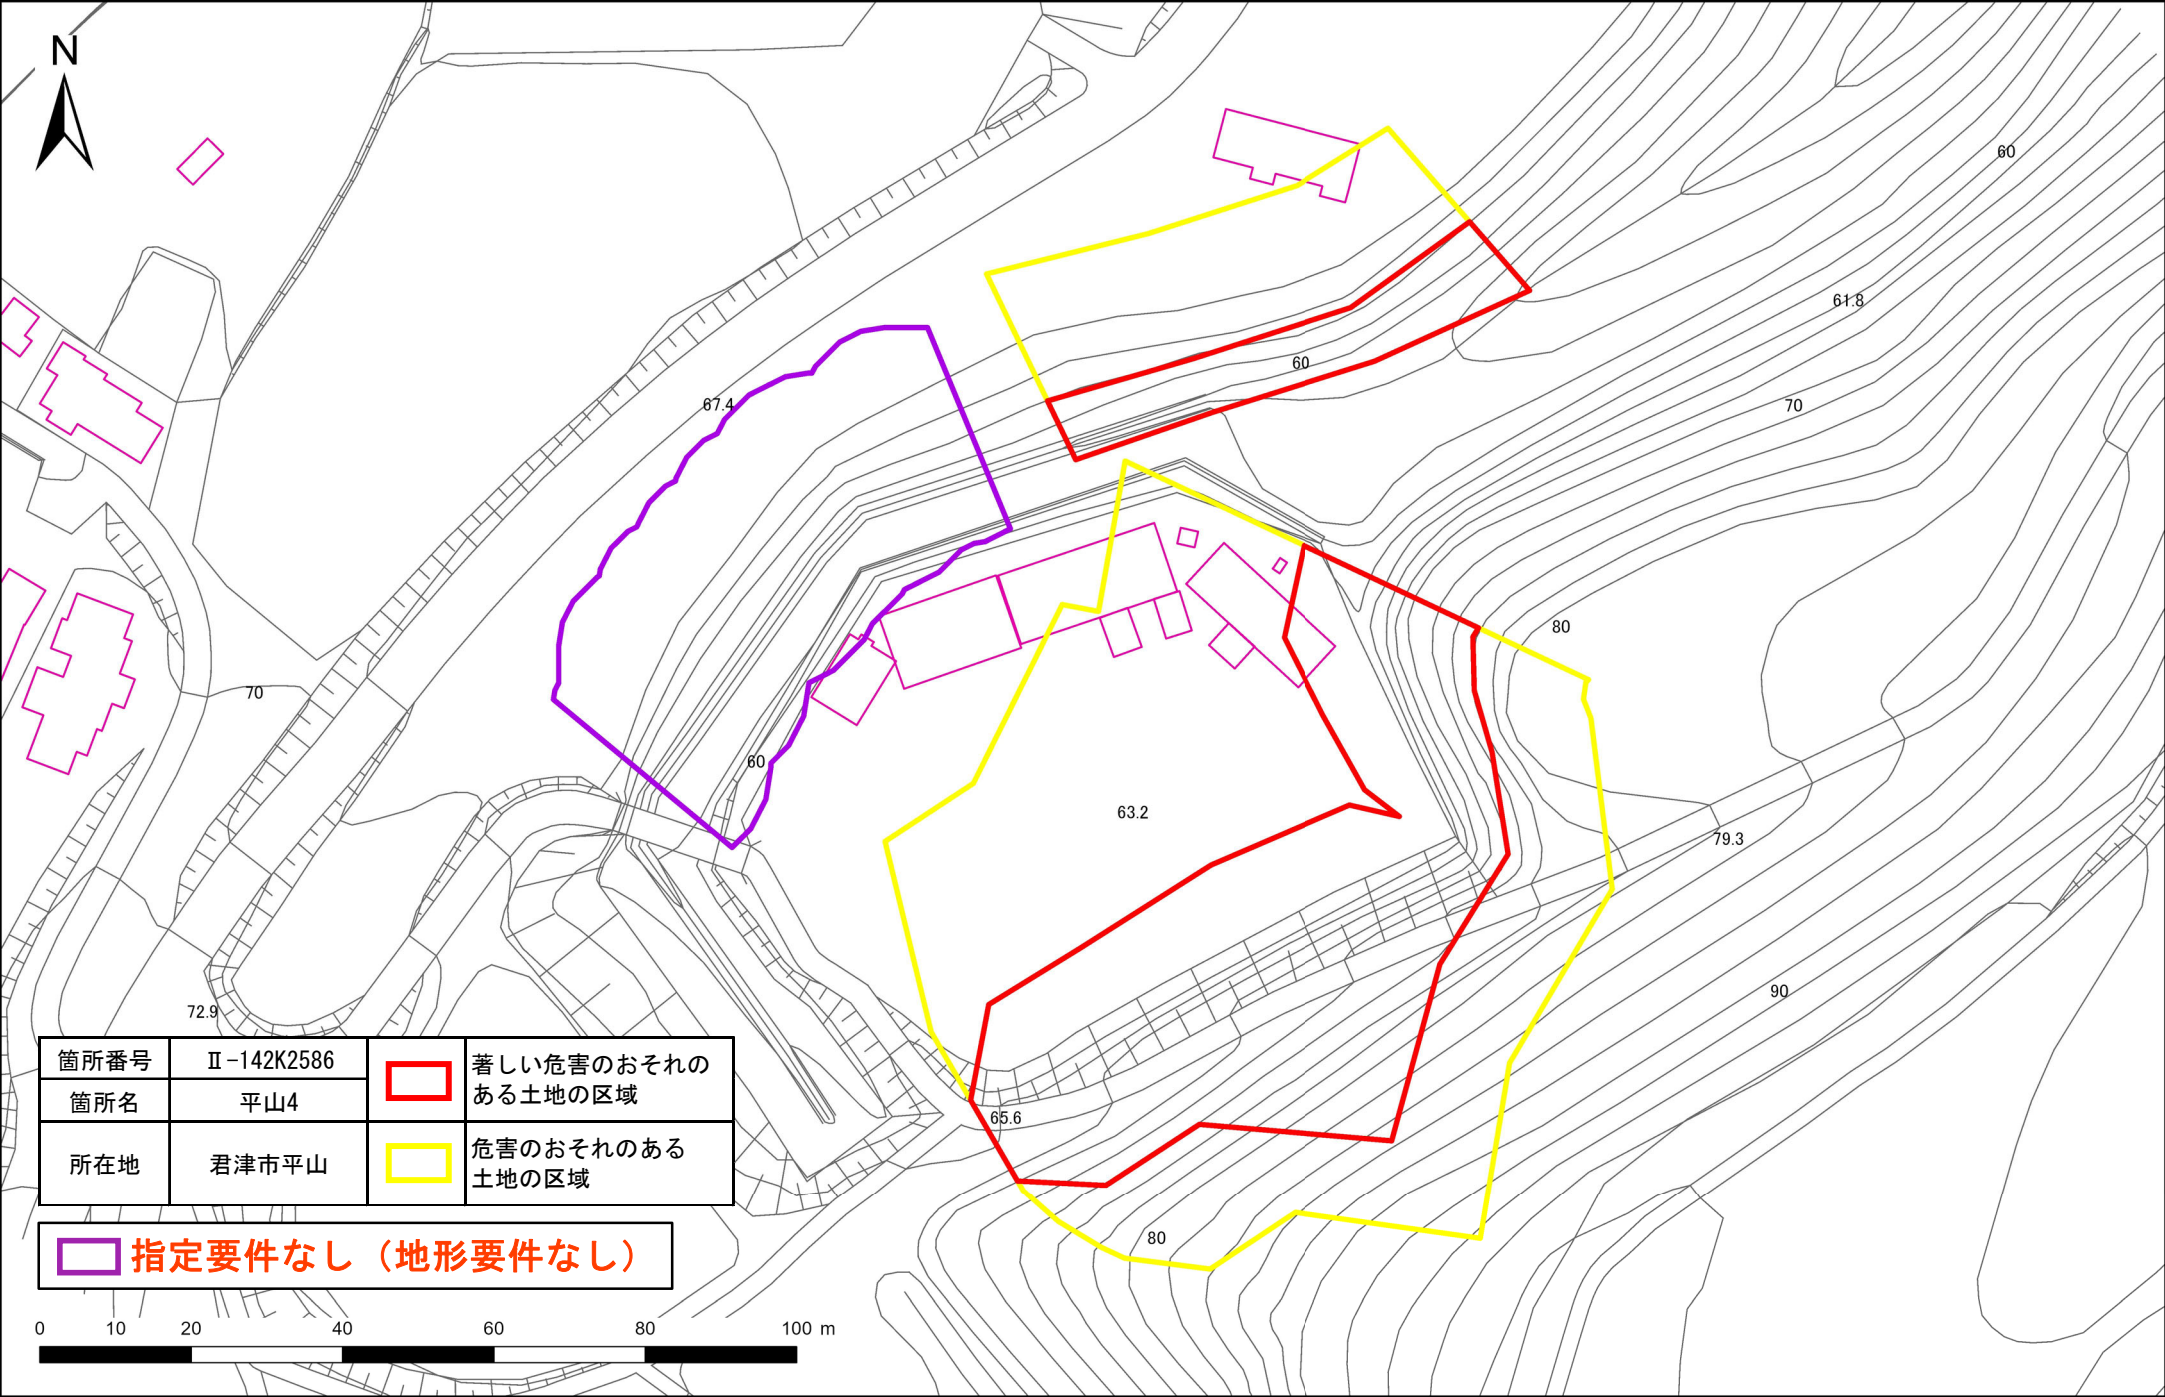 N
60
61.8
60
67.4
70
80
70
60
63.2
79.3
90
72.9
65.6
80
箇所番号 Ⅱ-142K2586
箇所名 平山4
所在地 君津市平山
著しい危害のおそれの
ある土地の区域
危害のおそれのある
土地の区域
指定要件なし（地形要件なし）
0 10 20 40 60 80 100 m